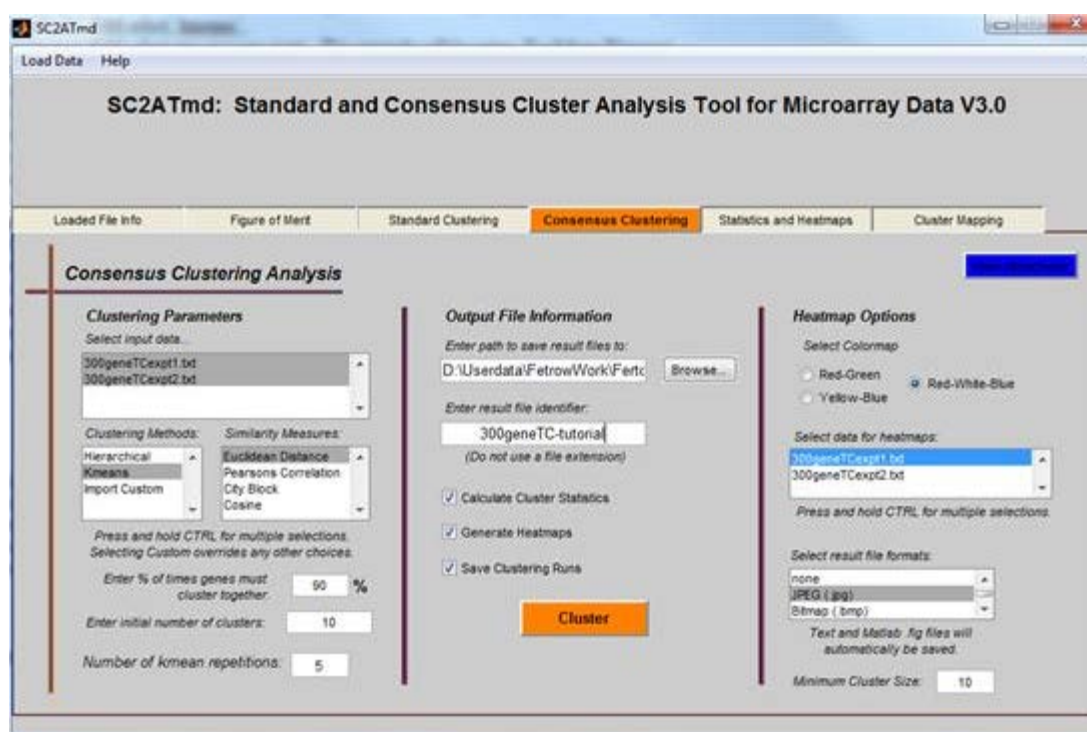 SC2ATmd
Load Data Help
SC2ATmd: Standard and Consensus Cluster Analysis Tool for Microarray Data V3.0
Loaded File Info Figure of Merit Standard Clustering Consensus Clustering Statistics and Heatmaps Cluster Mapping
Consensus Clustering Analysis
Clustering Parameters
Select input data...
300geneTCexpt1.txt
300geneTCexpt2.txt
Clustering Methods:
Hierarchical
Kmeans
Import Custom
Similarity Measures:
Euclidean Distance
Pearsons Correlation
City Block
Cosine
Press and hold CTRL for multiple selections.
Selecting Custom overrides any other choices.
Enter % of times genes must
cluster together:
90 %
Enter initial number of clusters: 10
Number of kmean repetitions: 5
Output File Information
Enter path to save result files to:
D:\Userdata\FetrowWork\Fertc
Browse...
Enter result file identifier:
300geneTC-tutorial
(Do not use a file extension)
Calculate Cluster Statistics
Generate Heatmaps
Save Clustering Runs
Cluster
Heatmap Options
Select Colormap
Red-Green
Yellow-Blue
Red-White-Blue
Select data for heatmaps:
300geneTCexpt1.txt
300geneTCexpt2.txt
Press and hold CTRL for multiple selections.
Select result file formats:
none
JPEG (.jpg)
Bitmap (.bmp)
Text and Matlab .fig files will
automatically be saved.
Minimum Cluster Size: 10